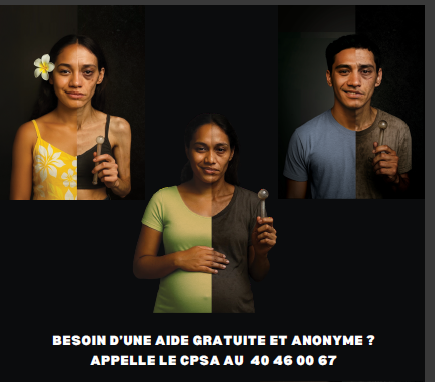 BESOIN D'UNE AIDE GRATUITE ET ANONYME ?
APPELLE LE CPSA AU 40 46 00 67